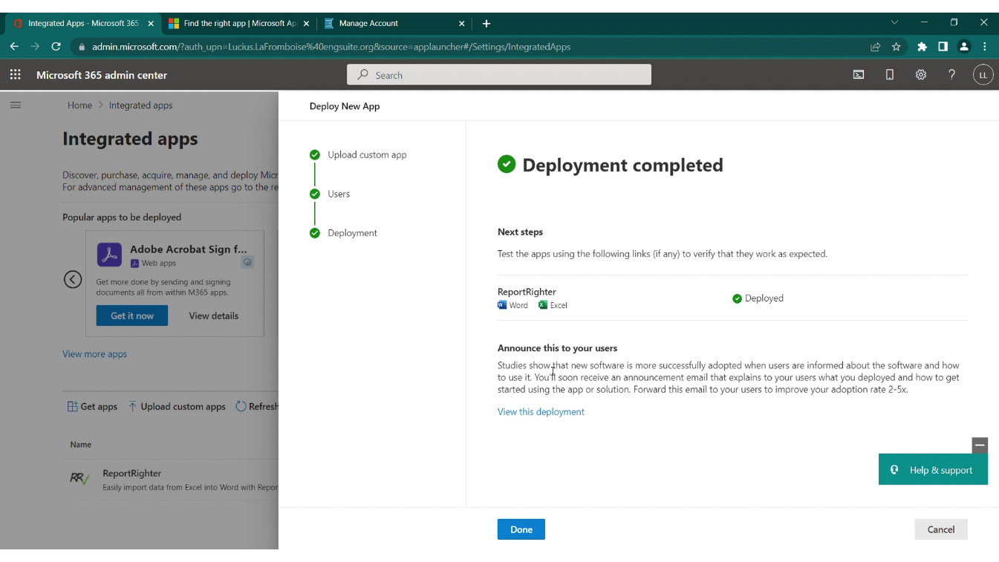 Integrated Apps - Microsoft 365
Find the right app | Microsoft Ap
Manage Account
admin.microsoft.com/?auth_upn=Lucius.LaFromboise%40engsuite.org&source=applauncher#/Settings/IntegratedApps
Microsoft 365 admin center
Search
LL
Home > Integrated apps
Integrated apps
Discover, purchase, acquire, manage, and deploy Micr
For advanced management of these apps go to the re
Popular apps to be deployed
Adobe Acrobat Sign f...
Web apps
Get more done by sending and signing
documents all from within M365 apps.
Get it now
View details
View more apps
Get apps
Upload custom apps
Refresh
Name
RR
ReportRighter
Easily import data from Excel into Word with Repor
Deploy New App
Upload custom app
Users
Deployment
Deployment completed
Next steps
Test the apps using the following links (if any) to verify that they work as expected.
ReportRighter
Word
Excel
Deployed
Announce this to your users
Studies show that new software is more successfully adopted when users are informed about the software and how
to use it. You'll soon receive an announcement email that explains to your users what you deployed and how to get
started using the app or solution. Forward this email to your users to improve your adoption rate 2-5x.
View this deployment
Help & support
Done
Cancel